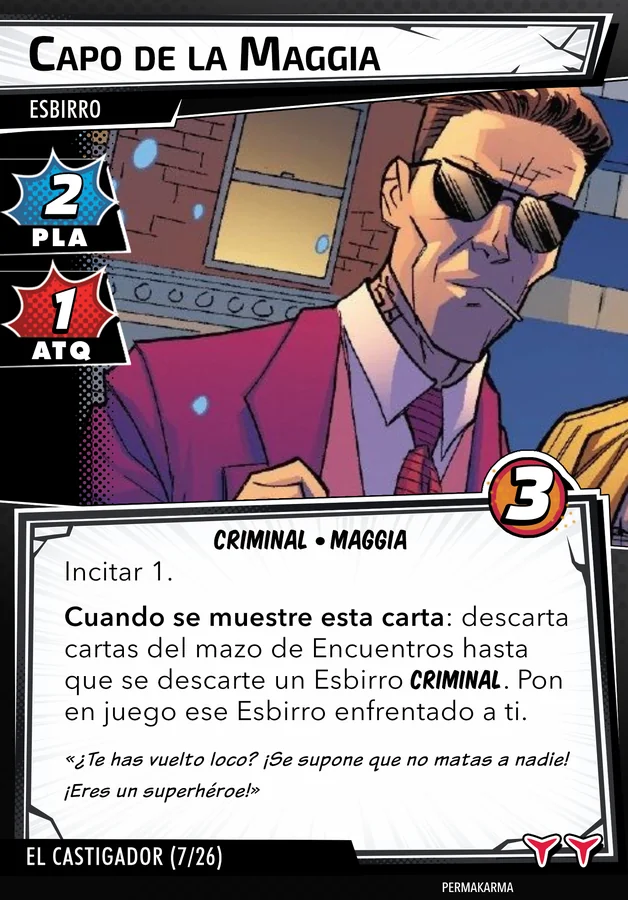 Capo de la Maggia
ESBIRRO
2
PLA
1
ATQ
3
CRIMINAL • MAGGIA
Incitar 1.
Cuando se muestre esta carta: descarta
cartas del mazo de Encuentros hasta
que se descarte un Esbirro CRIMINAL. Pon
en juego ese Esbirro enfrentado a ti.
«¿Te has vuelto loco? ¡Se supone que no matas a nadie!
¡Eres un superhéroe!»
EL CASTIGADOR (7/26)
PERMAKARMA